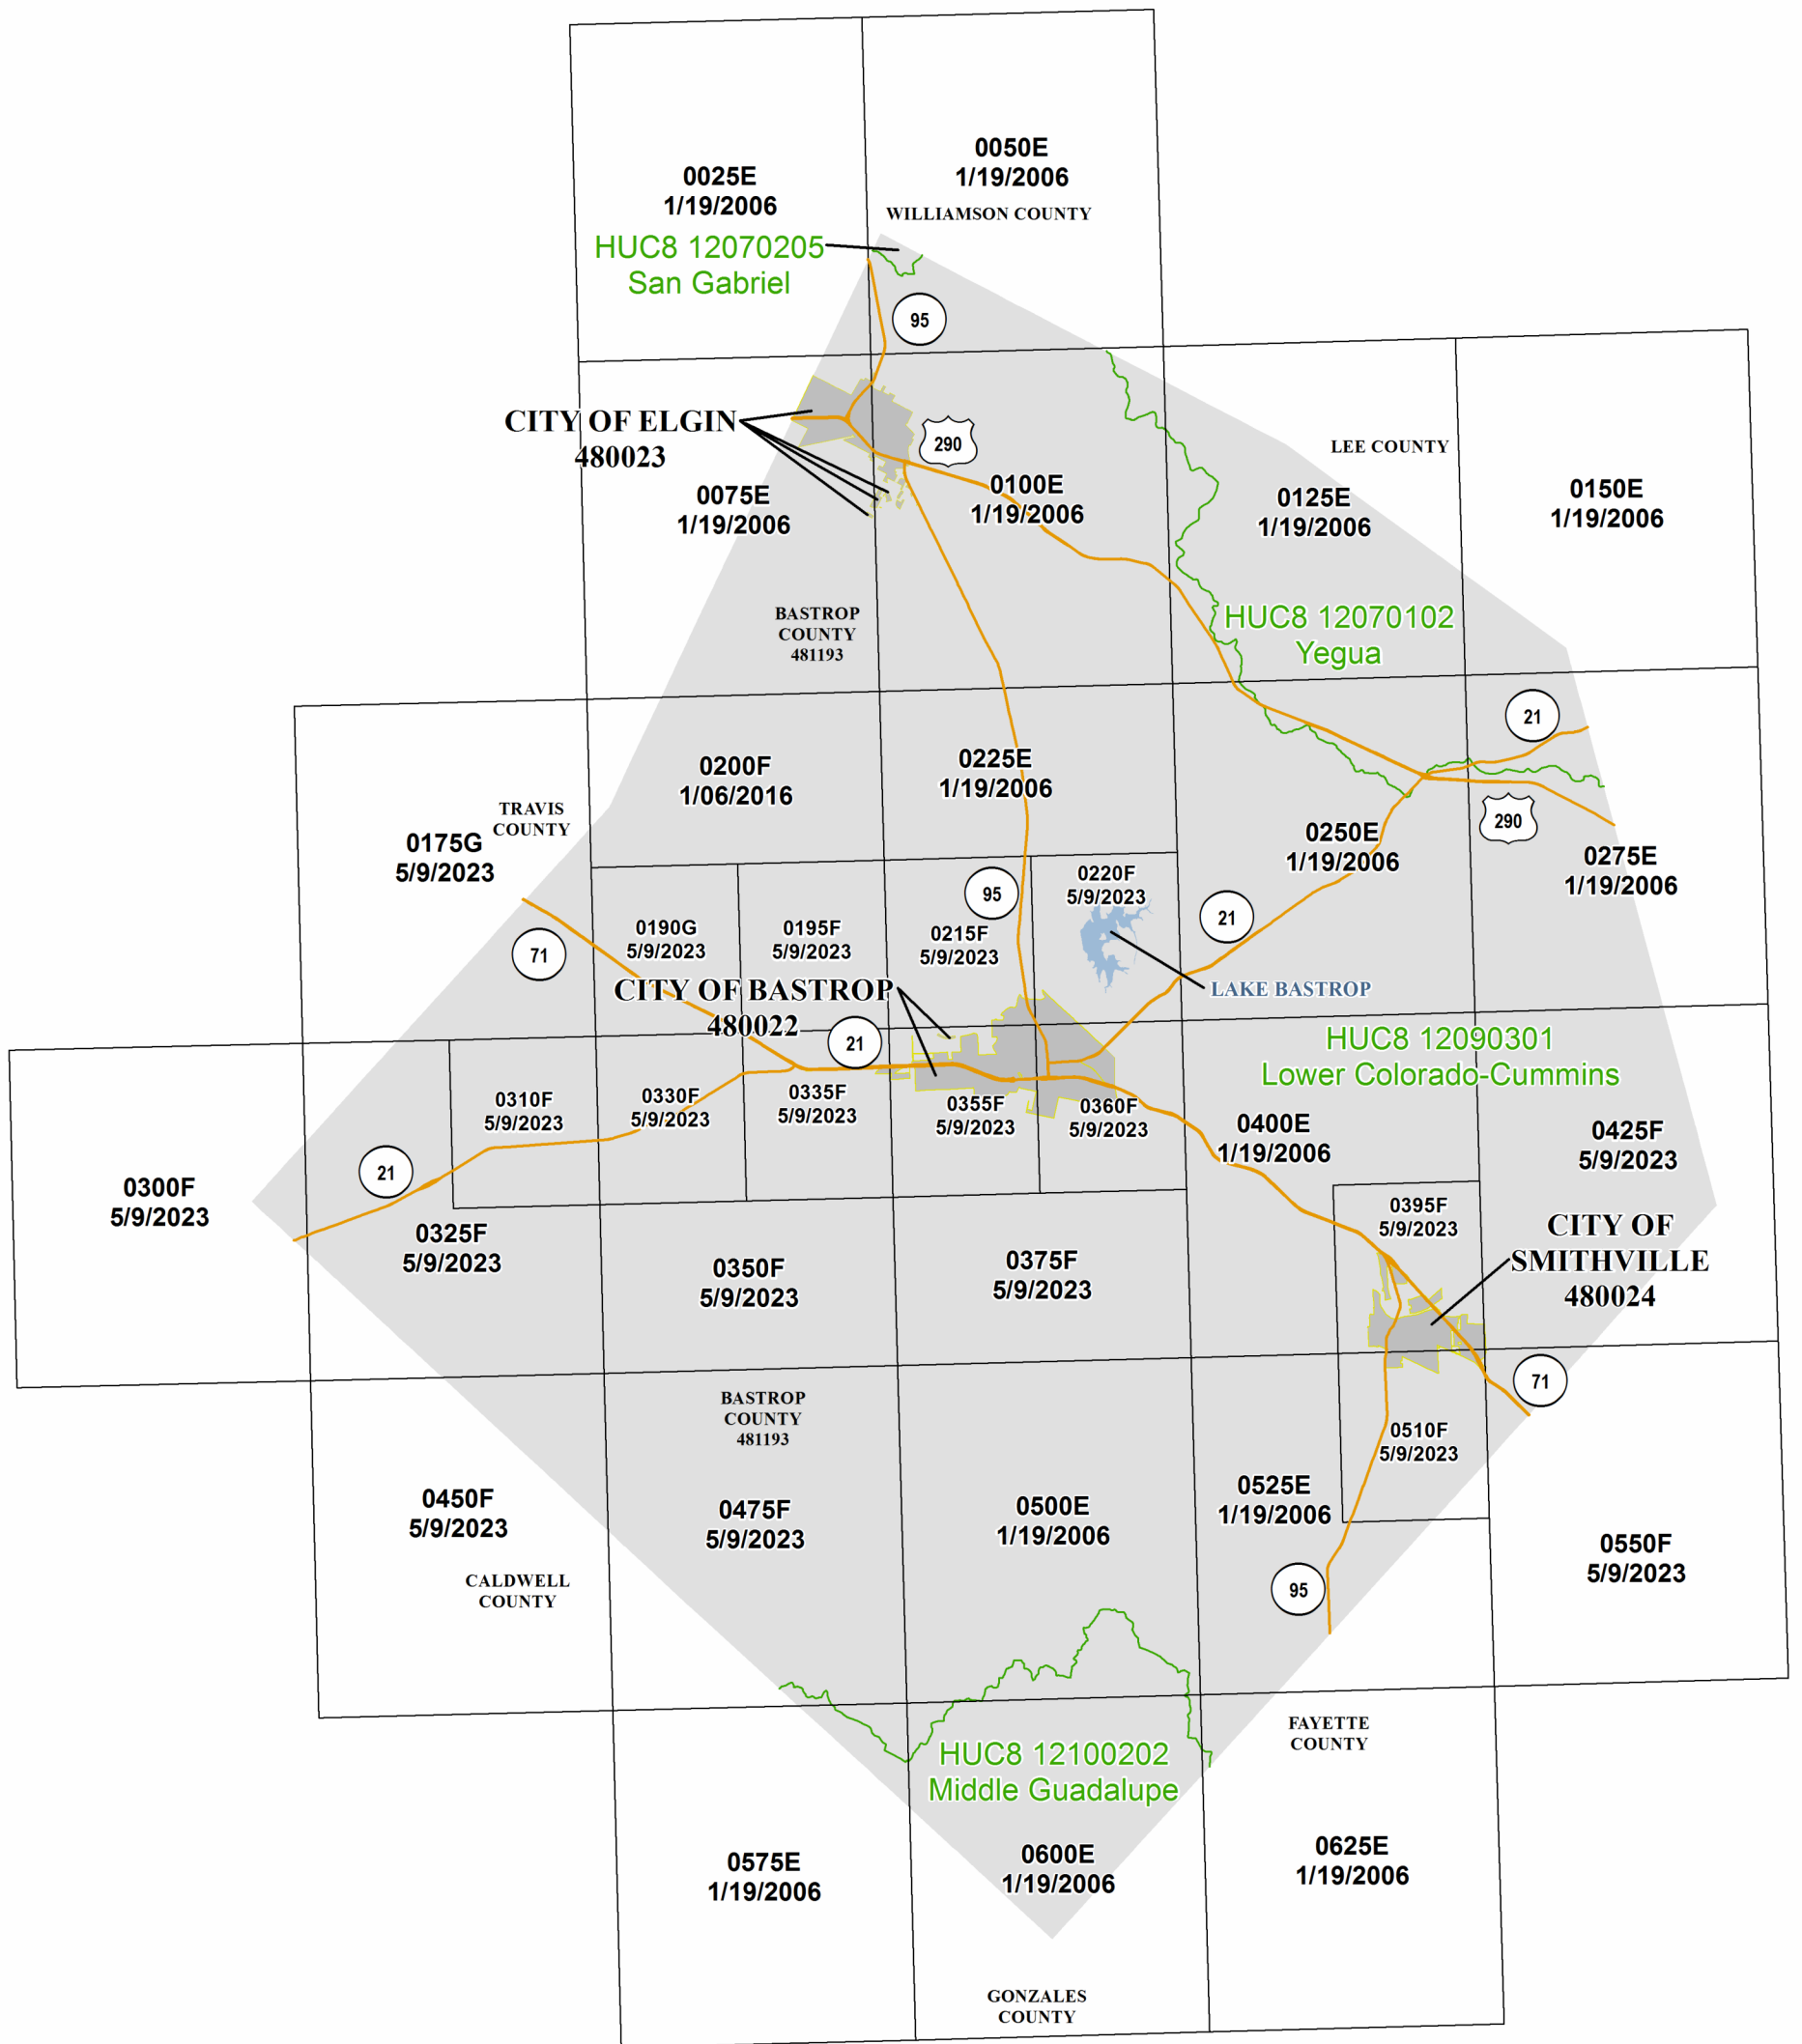 0050E
1/19/2006
WILLIAMSON COUNTY
0025E
1/19/2006
HUC8 12070205
San Gabriel
95
CITY OF ELGIN
480023
290
LEE COUNTY
0075E
1/19/2006
0100E
1/19/2006
0125E
1/19/2006
0150E
1/19/2006
BASTROP
COUNTY
481193
HUC8 12070102
Yegua
21
0200F
1/06/2016
0225E
1/19/2006
TRAVIS
COUNTY
0175G
5/9/2023
0250E
1/19/2006
290
0275E
1/19/2006
95
0220F
5/9/2023
21
71
0190G
5/9/2023
0195F
5/9/2023
0215F
5/9/2023
CITY OF BASTROP
480022
LAKE BASTROP
21
HUC8 12090301
Lower Colorado-Cummins
0310F
5/9/2023
0330F
5/9/2023
0335F
5/9/2023
0355F
5/9/2023
0360F
5/9/2023
0400E
1/19/2006
0425F
5/9/2023
0300F
5/9/2023
21
0325F
5/9/2023
0350F
5/9/2023
0375F
5/9/2023
0395F
5/9/2023
CITY OF
SMITHVILLE
480024
71
BASTROP
COUNTY
481193
0510F
5/9/2023
0450F
5/9/2023
0475F
5/9/2023
0500E
1/19/2006
0525E
1/19/2006
0550F
5/9/2023
CALDWELL
COUNTY
95
FAYETTE
COUNTY
HUC8 12100202
Middle Guadalupe
0575E
1/19/2006
0600E
1/19/2006
0625E
1/19/2006
GONZALES
COUNTY